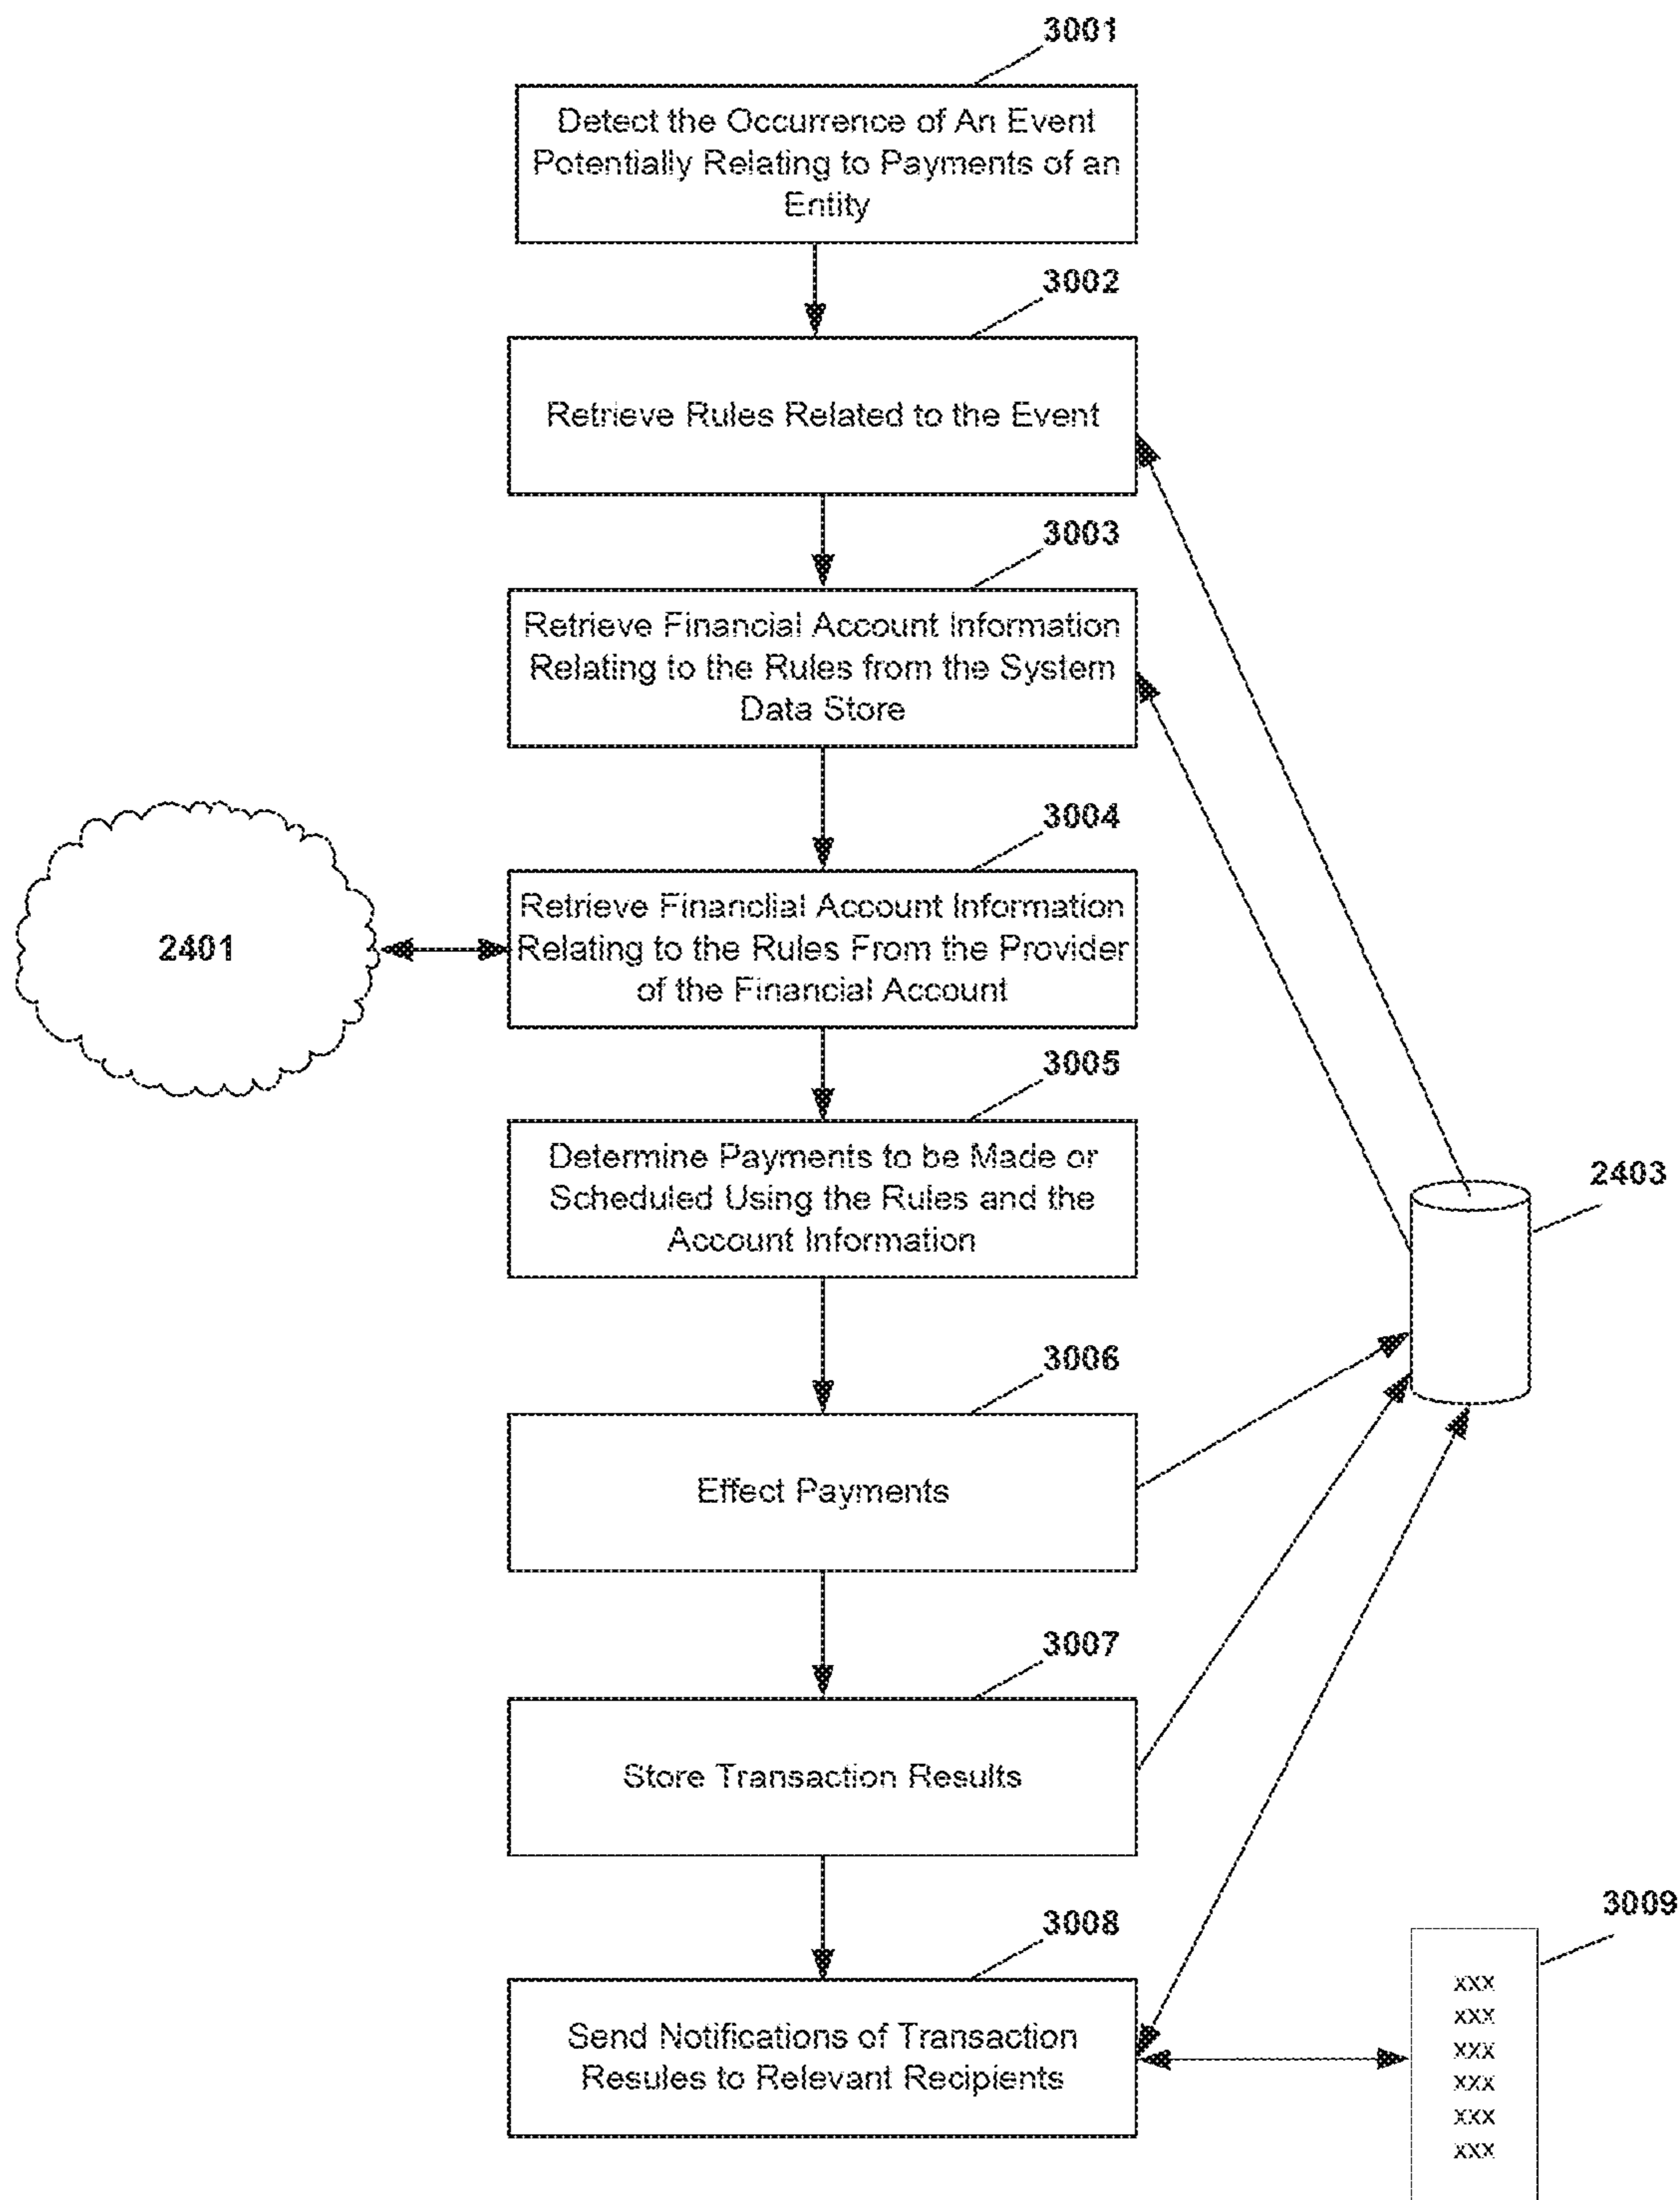 3001
Detect the Occurrence of An Event
Potentially Relating to Payments of an
Entity
3002
Retrieve Rules Related to the Event
3003
Retrieve Financial Account Information
Relating to the Rules from the System
Data Store
3004
Retrieve Financlial Account Information
Relating to the Rules From the Provider
of the Financial Account
2401
3005
Determine Payments to be Made or
Scheduled Using the Rules and the
Account Information
2403
3006
Effect Payments
3007
Store Transaction Results
3008
Send Notifications of Transaction
Resules to Relevant Recipients
3009
xxx
xxx
xxx
xxx
xxx
xxx